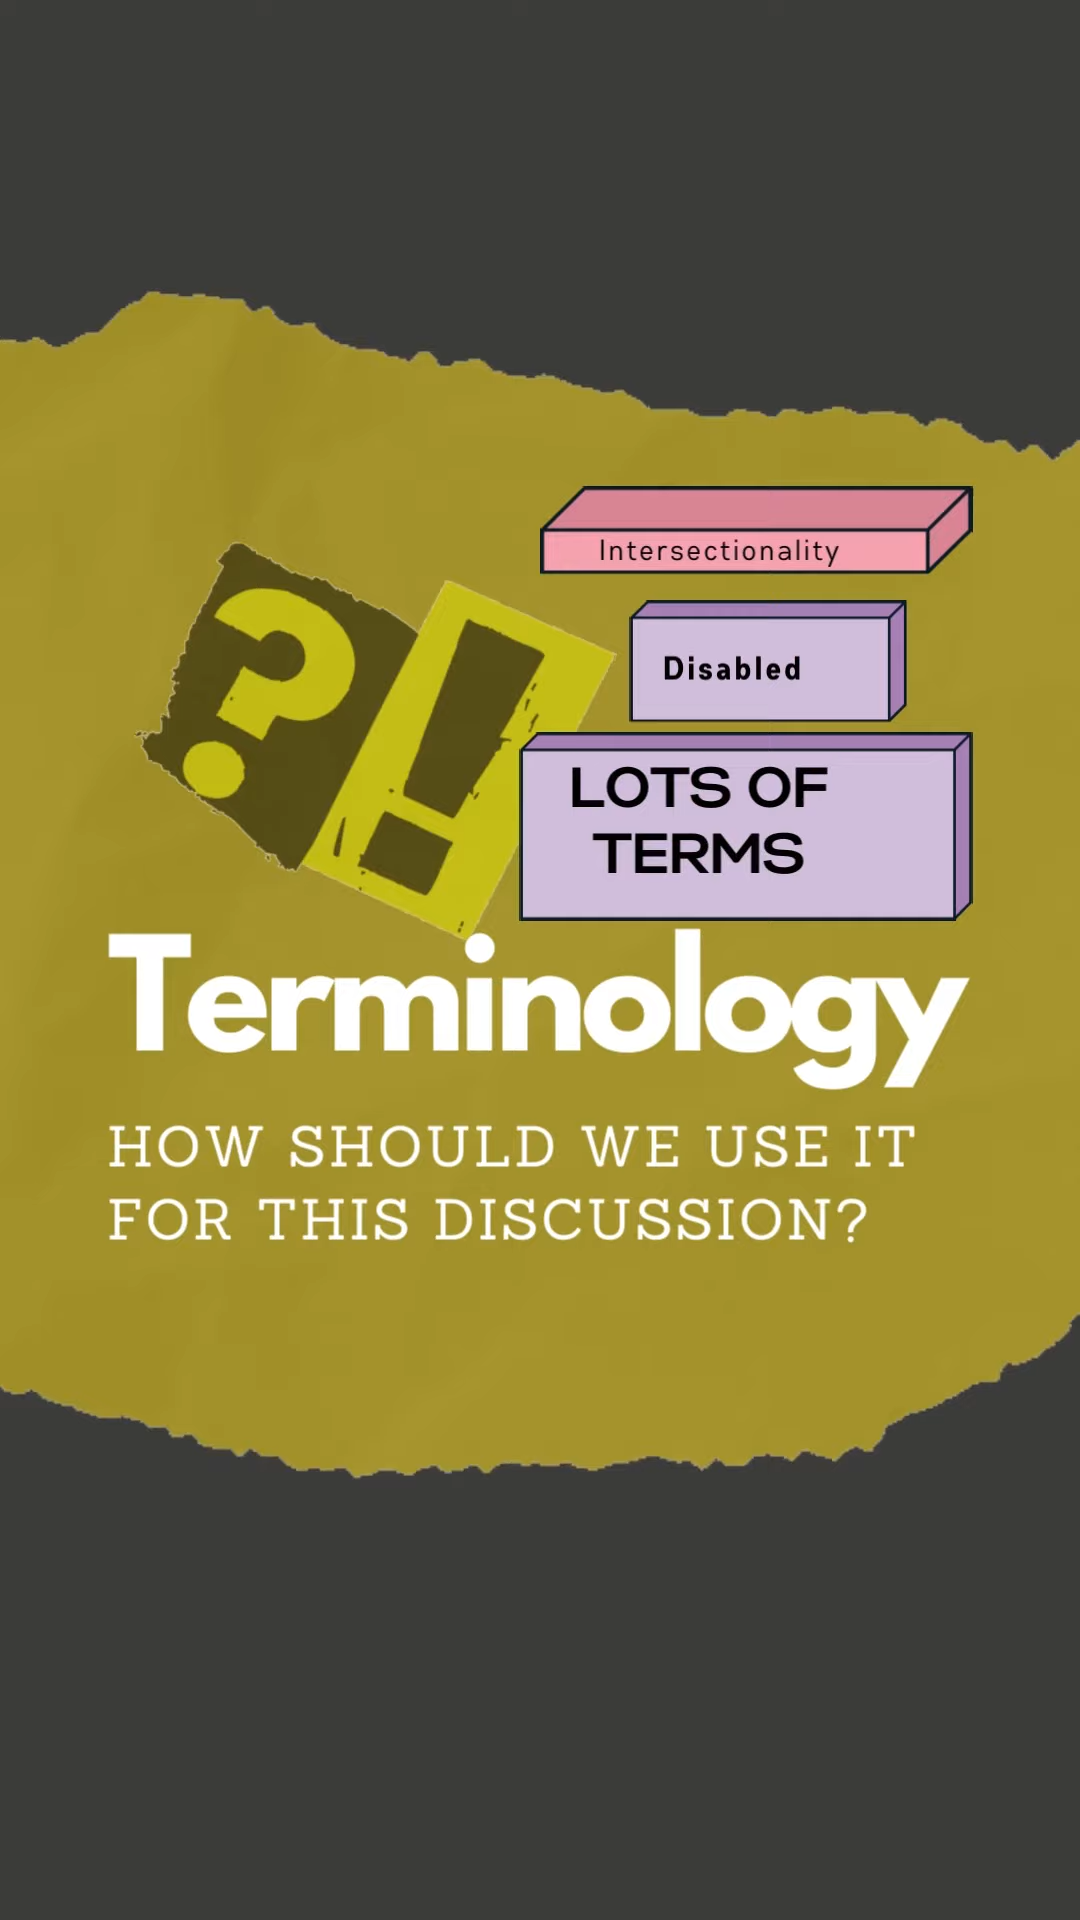 Intersectionality
?!
Disabled
LOTS OF
TERMS
Terminology
HOW SHOULD WE USE IT
FOR THIS DISCUSSION?